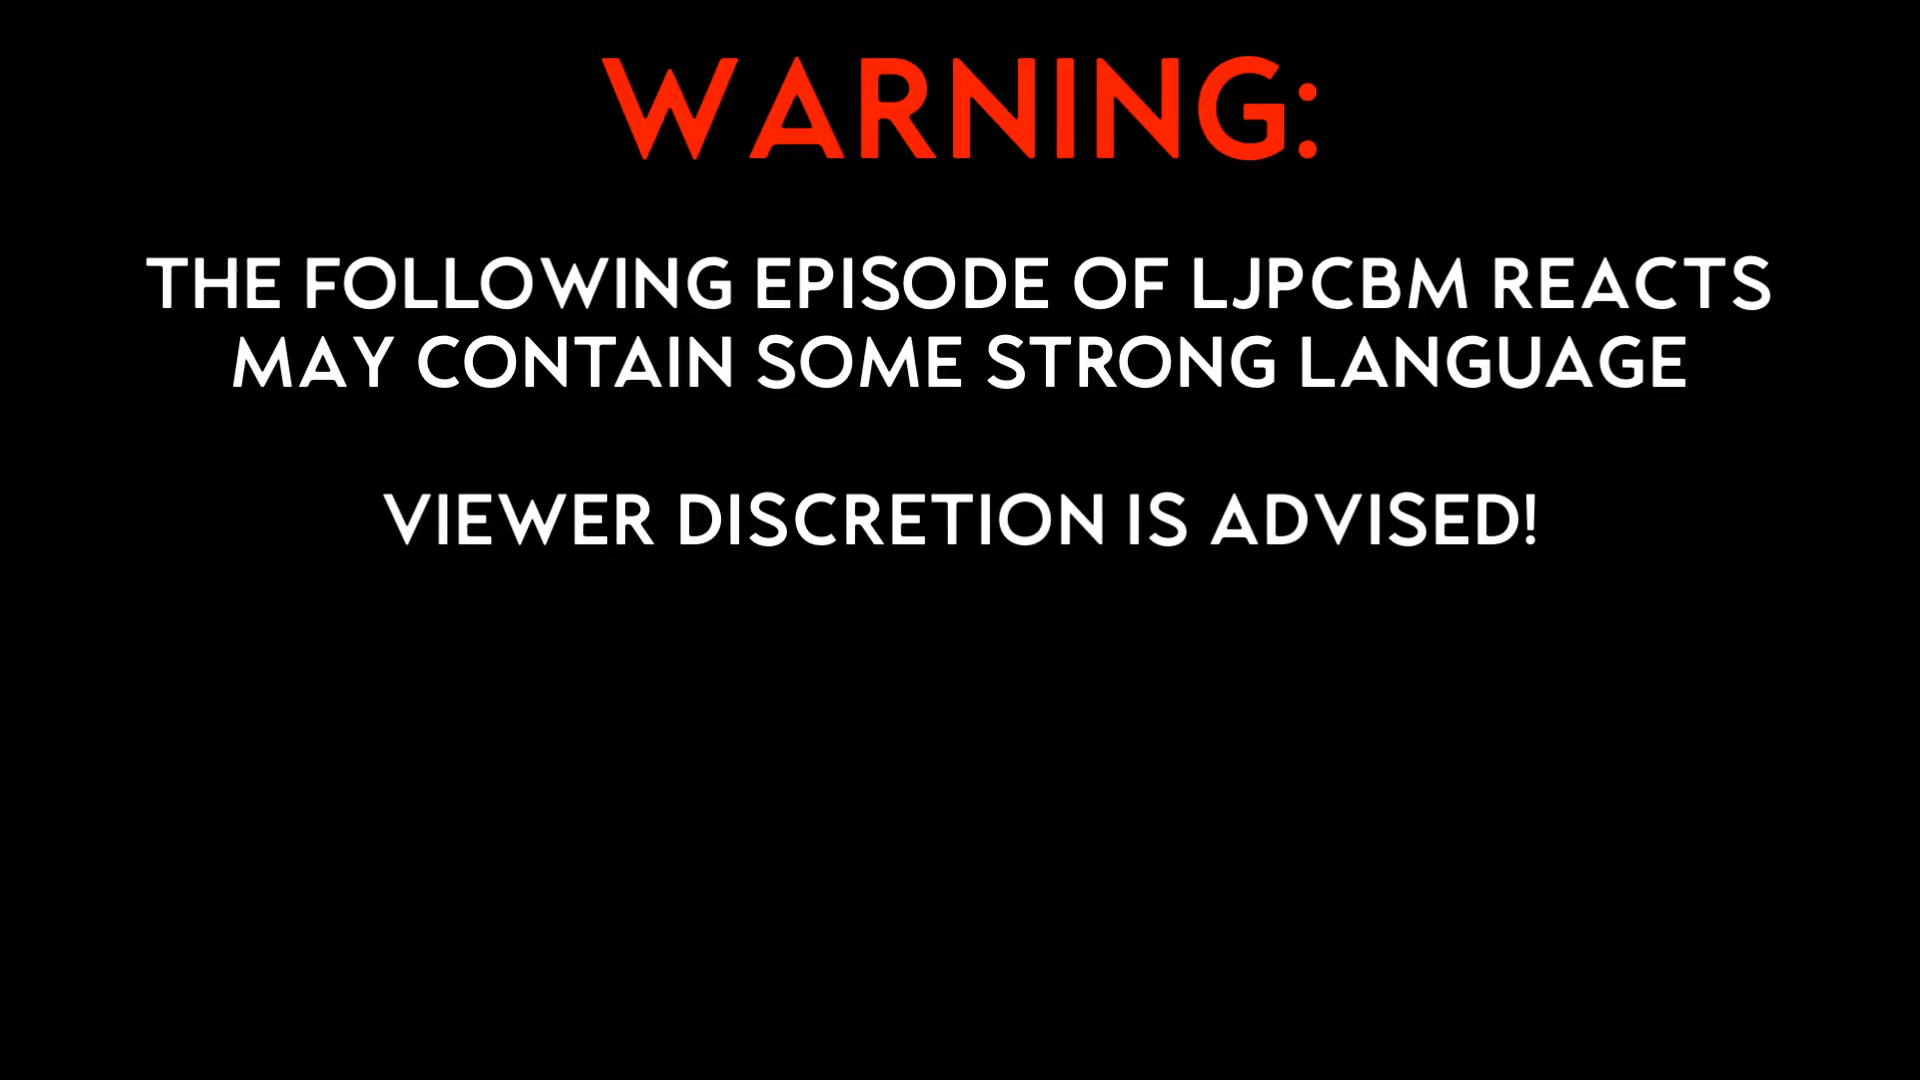 WARNING:
THE FOLLOWING EPISODE OF LJPCBM REACTS
MAY CONTAIN SOME STRONG LANGUAGE
VIEWER DISCRETION IS ADVISED!